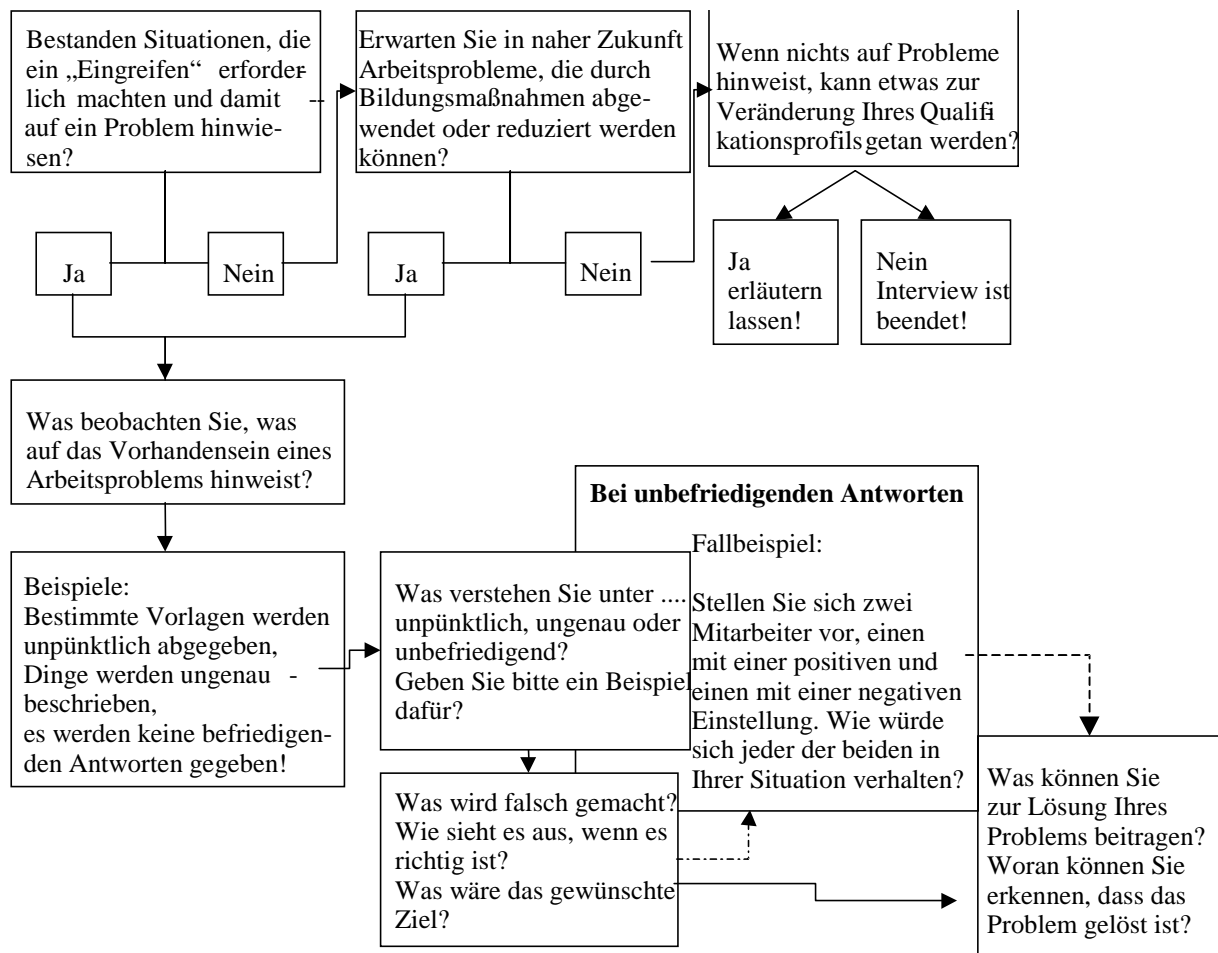 Bestanden Situationen, die
ein „Eingreifen“ erforder-
lich machten und damit
auf ein Problem hinwie-
sen?
Erwarten Sie in naher Zukunft
Arbeitsprobleme, die durch
Bildungsmaßnahmen abge-
wendet oder reduziert werden
können?
Wenn nichts auf Probleme
hinweist, kann etwas zur
Veränderung Ihres Qualifi-
kationsprofils getan werden?
Ja
Nein
Ja
Nein
Ja
erläutern
lassen!
Nein
Interview ist
beendet!
Was beobachten Sie, was
auf das Vorhandensein eines
Arbeitsproblems hinweist?
Beispiele:
Bestimmte Vorlagen werden
unpünktlich abgegeben,
Dinge werden ungenau -
beschrieben,
es werden keine befriedigen-
den Antworten gegeben!
Was verstehen Sie unter ....
unpünktlich, ungenau oder
unbefriedigend?
Geben Sie bitte ein Beispiel
dafür?
Was wird falsch gemacht?
Wie sieht es aus, wenn es
richtig ist?
Was wäre das gewünschte
Ziel?
Bei unbefriedigenden Antworten
Fallbeispiel:
Stellen Sie sich zwei
Mitarbeiter vor, einen
mit einer positiven und
einen mit einer negativen
Einstellung. Wie würde
sich jeder der beiden in
Ihrer Situation verhalten?
Was können Sie
zur Lösung Ihres
Problems beitragen?
Woran können Sie
erkennen, dass das
Problem gelöst ist?